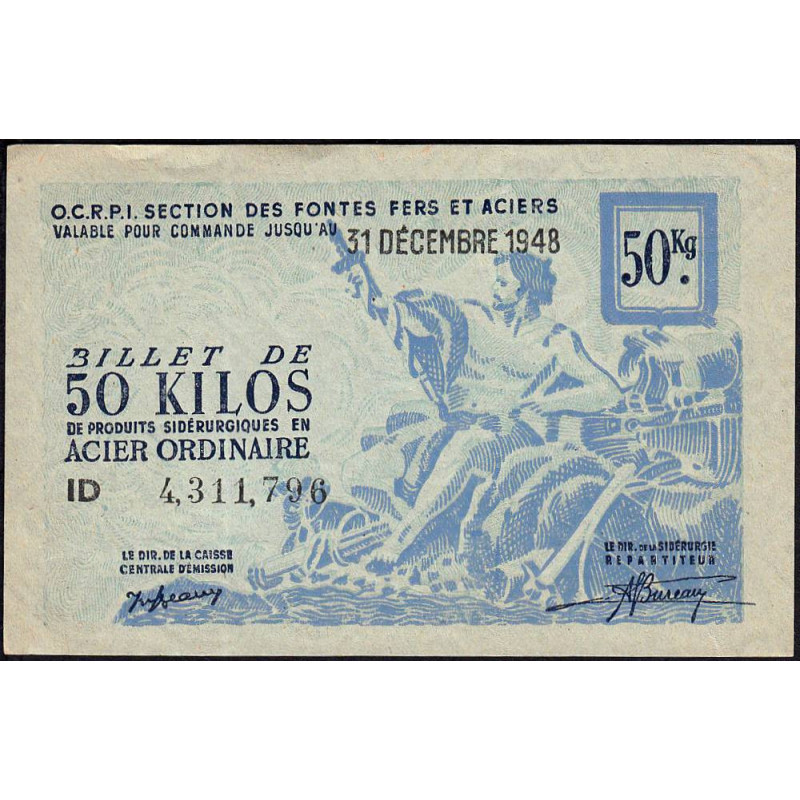 O.C.R.P.I. SECTION DES FONTES FERS ET ACIERS
VALABLE POUR COMMANDE JUSQU'AU 31 DÉCEMBRE 1948
50 Kg.
BILLET DE
50 KILOS
DE PRODUITS SIDÉRURGIQUES EN
ACIER ORDINAIRE
ID 4,311,796
LE DIR. DE LA CAISSE
CENTRALE D'ÉMISSION
LE DIR. DE LA SIDÉRURGIE
RÉPARTITEUR